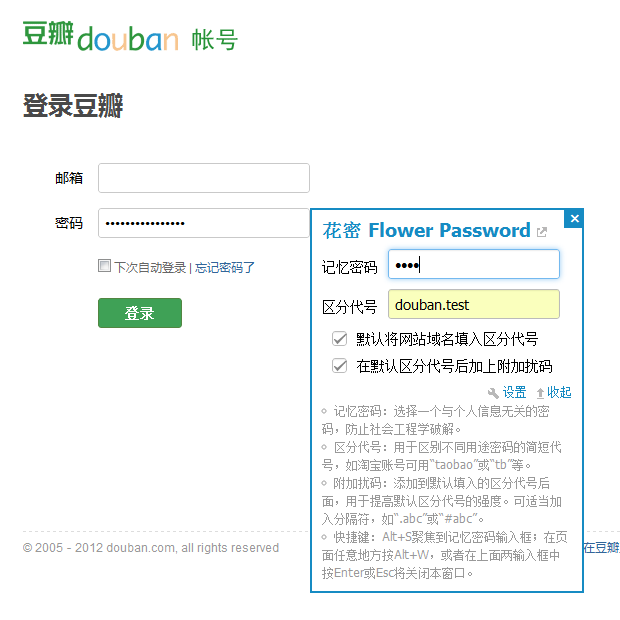 豆瓣douban 帐号
登录豆瓣
邮箱
密码 ••••••••••••••••
下次自动登录 | 忘记密码了
登录
花密 Flower Password
记忆密码 ••••
区分代号 douban.test
默认将网站域名填入区分代号
在默认区分代号后加上附加扰码
设置 收起
记忆密码：选择一个与个人信息无关的密
码，防止社会工程学破解。
区分代号：用于区别不同用途密码的简短代
号，如淘宝账号可用“taobao”或“tb”等。
附加扰码：添加到默认填入的区分代号后
面，用于提高默认区分代号的强度。可适当加
入分隔符，如“.abc”或“#abc”。
快捷键：Alt+S聚焦到记忆密码输入框；在页
面任意地方按Alt+W，或者在上面两输入框中
按Enter或Esc将关闭本窗口。
© 2005－2012 douban.com, all rights reserved
在豆瓣